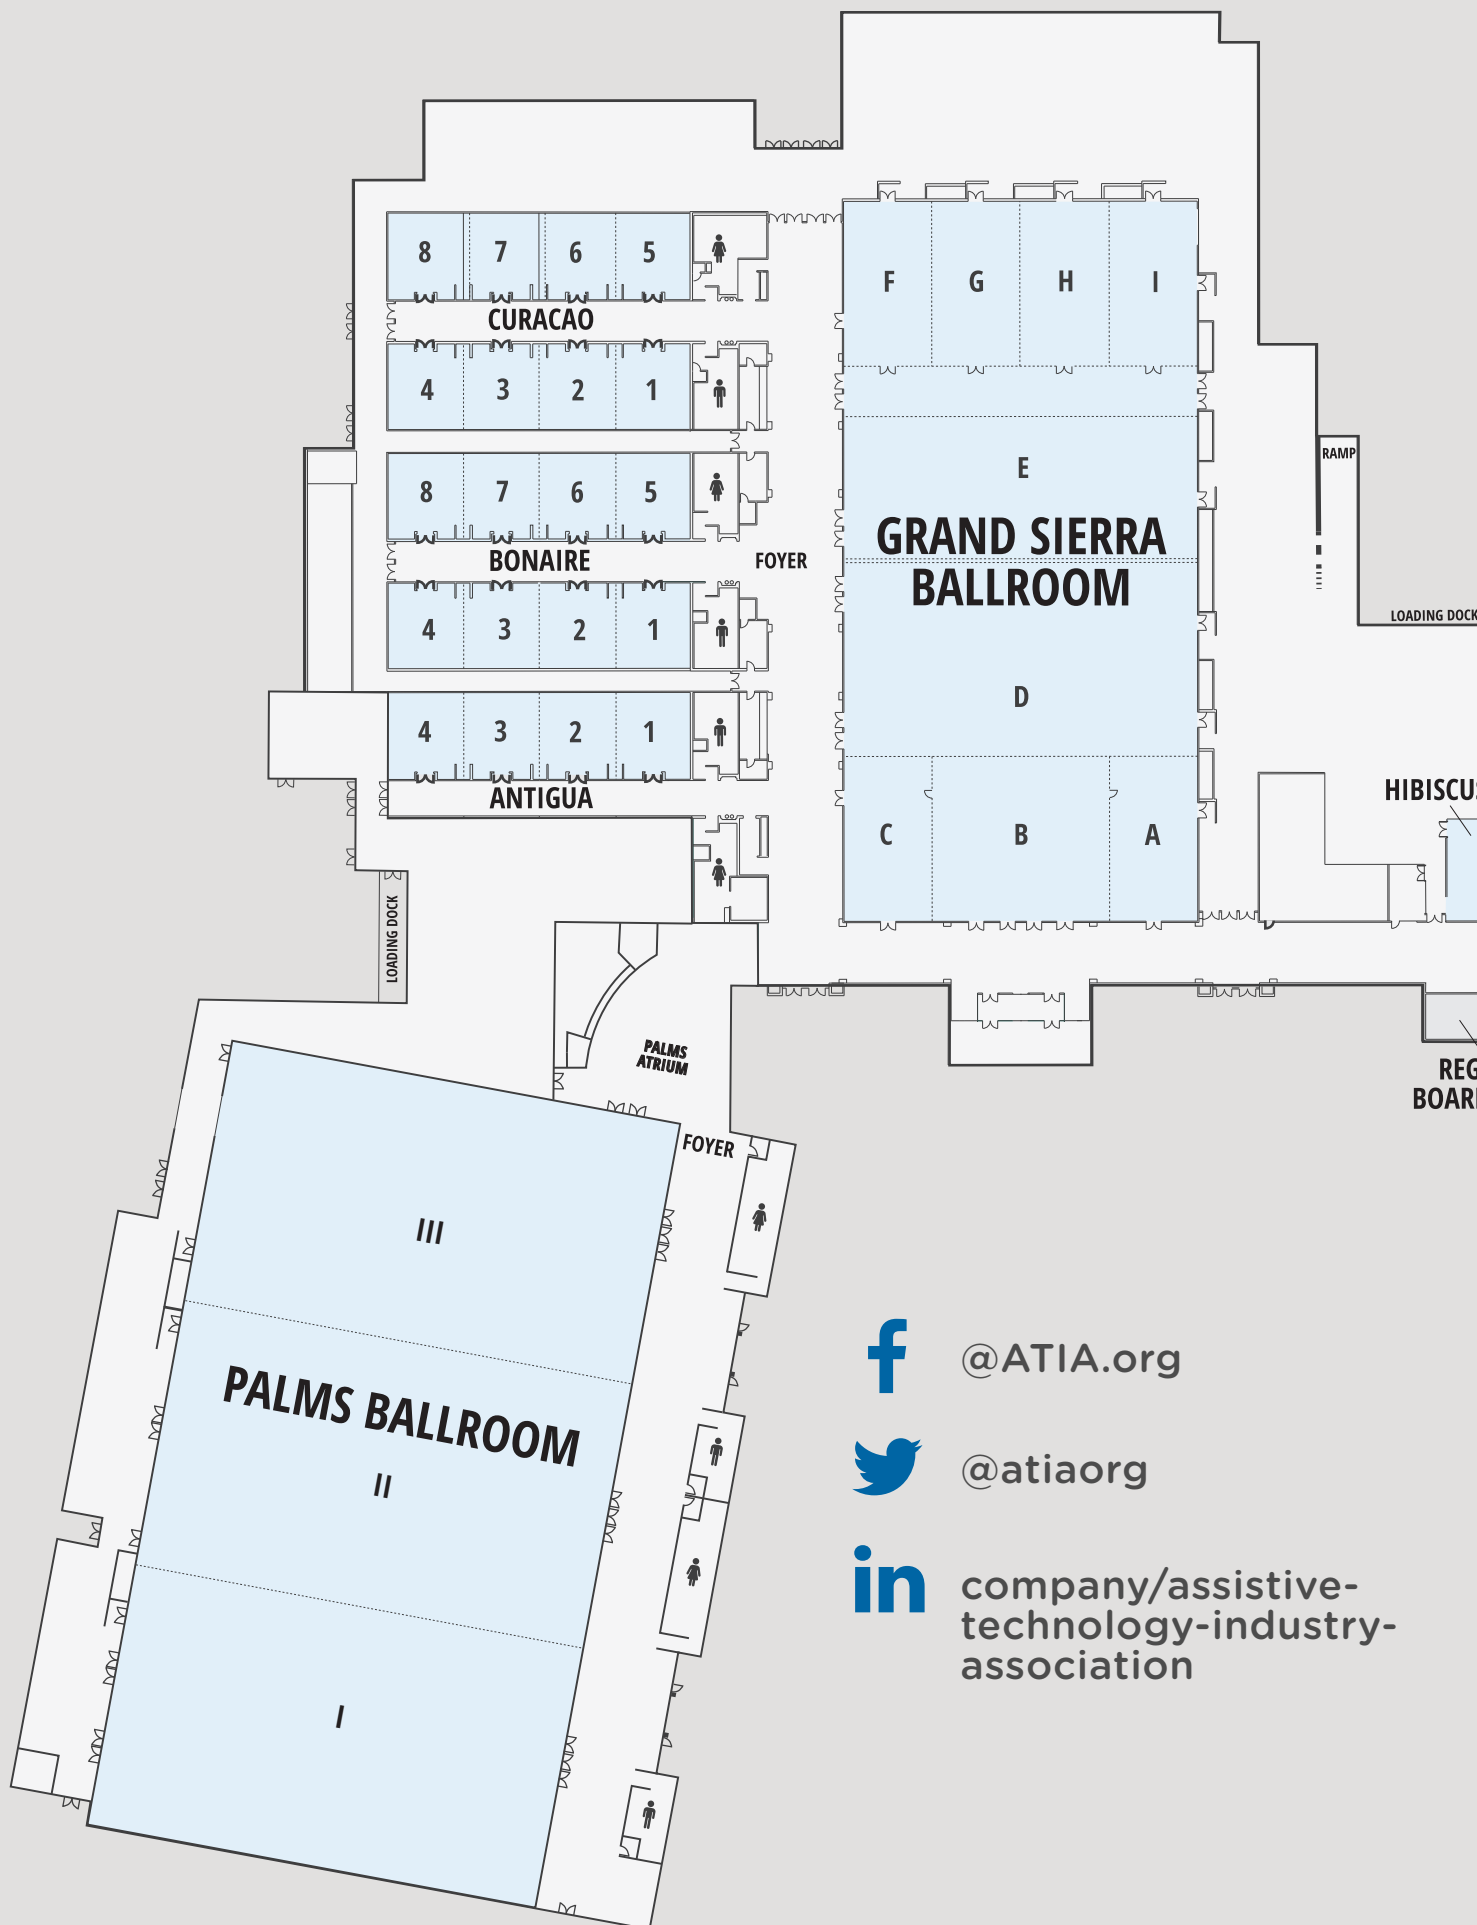 8 7 6 5
CURACAO
4 3 2 1
8 7 6 5
BONAIRE
4 3 2 1
4 3 2 1
ANTIGUA
FOYER
F G H I
E
GRAND SIERRA
BALLROOM
D
C B A
RAMP
LOADING DOCK
HIBISCUS
REG
LOADING DOCK
PALMS
ATRIUM
FOYER
III
PALMS BALLROOM
II
I
f @ATIA.org
@atiaorg
in company/assistive-
technology-industry-
association